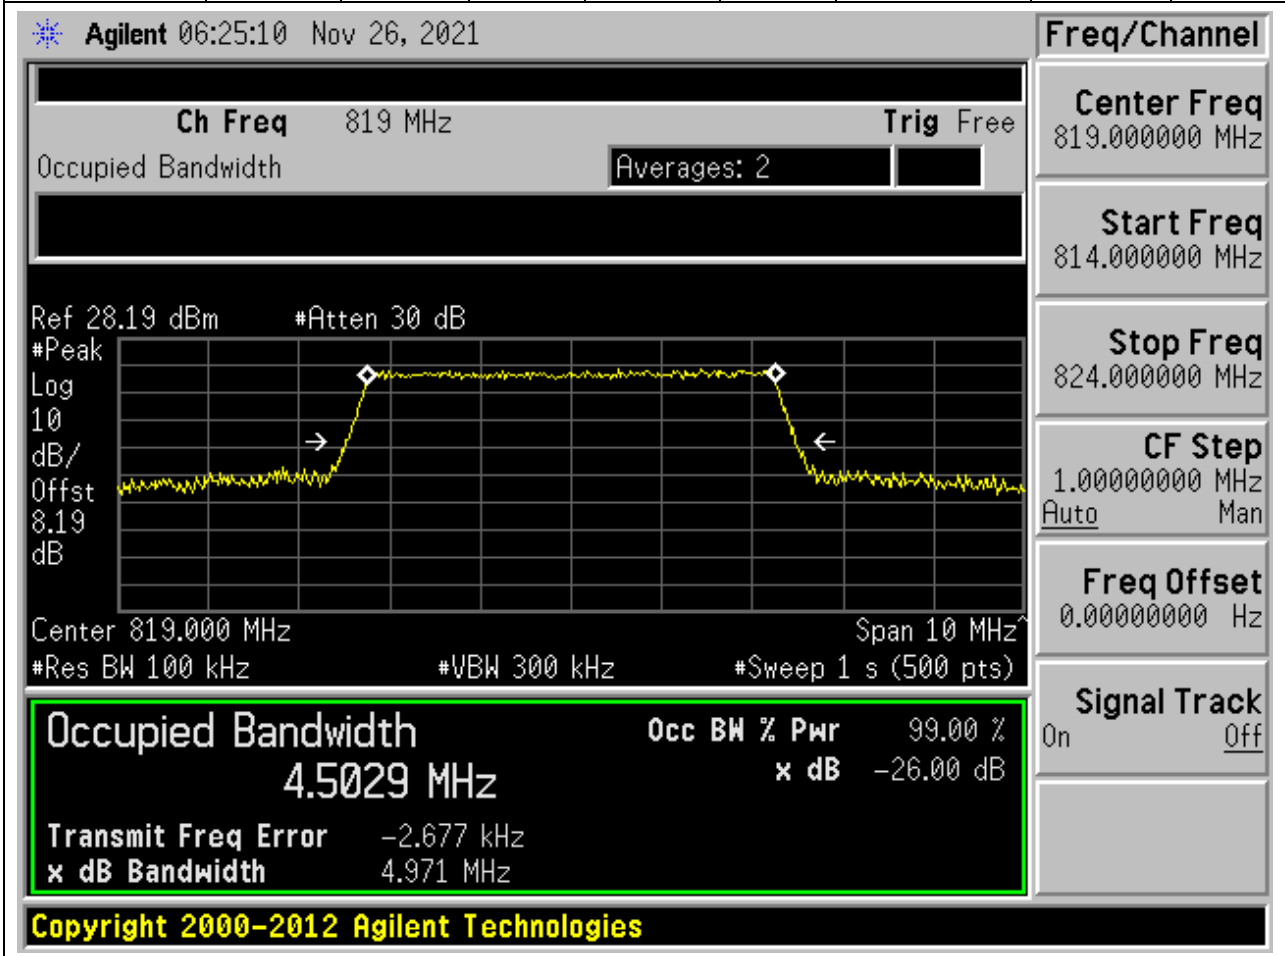 Agilent 06:25:10 Nov 26, 2021
Freq/Channel
Ch Freq 819 MHz Trig Free
Occupied Bandwidth Averages: 2
Ref 28.19 dBm #Atten 30 dB
#Peak
Log
10
dB/
Offst
8.19
dB
Center 819.000 MHz Span 10 MHz^
#Res BW 100 kHz #VBW 300 kHz #Sweep 1 s (500 pts)
Occupied Bandwidth Occ BW % Pwr 99.00 %
4.5029 MHz x dB -26.00 dB
Transmit Freq Error -2.677 kHz
x dB Bandwidth 4.971 MHz
Center Freq
819.000000 MHz
Start Freq
814.000000 MHz
Stop Freq
824.000000 MHz
CF Step
1.00000000 MHz
Auto Man
Freq Offset
0.00000000 Hz
Signal Track
On Off
Copyright 2000-2012 Agilent Technologies